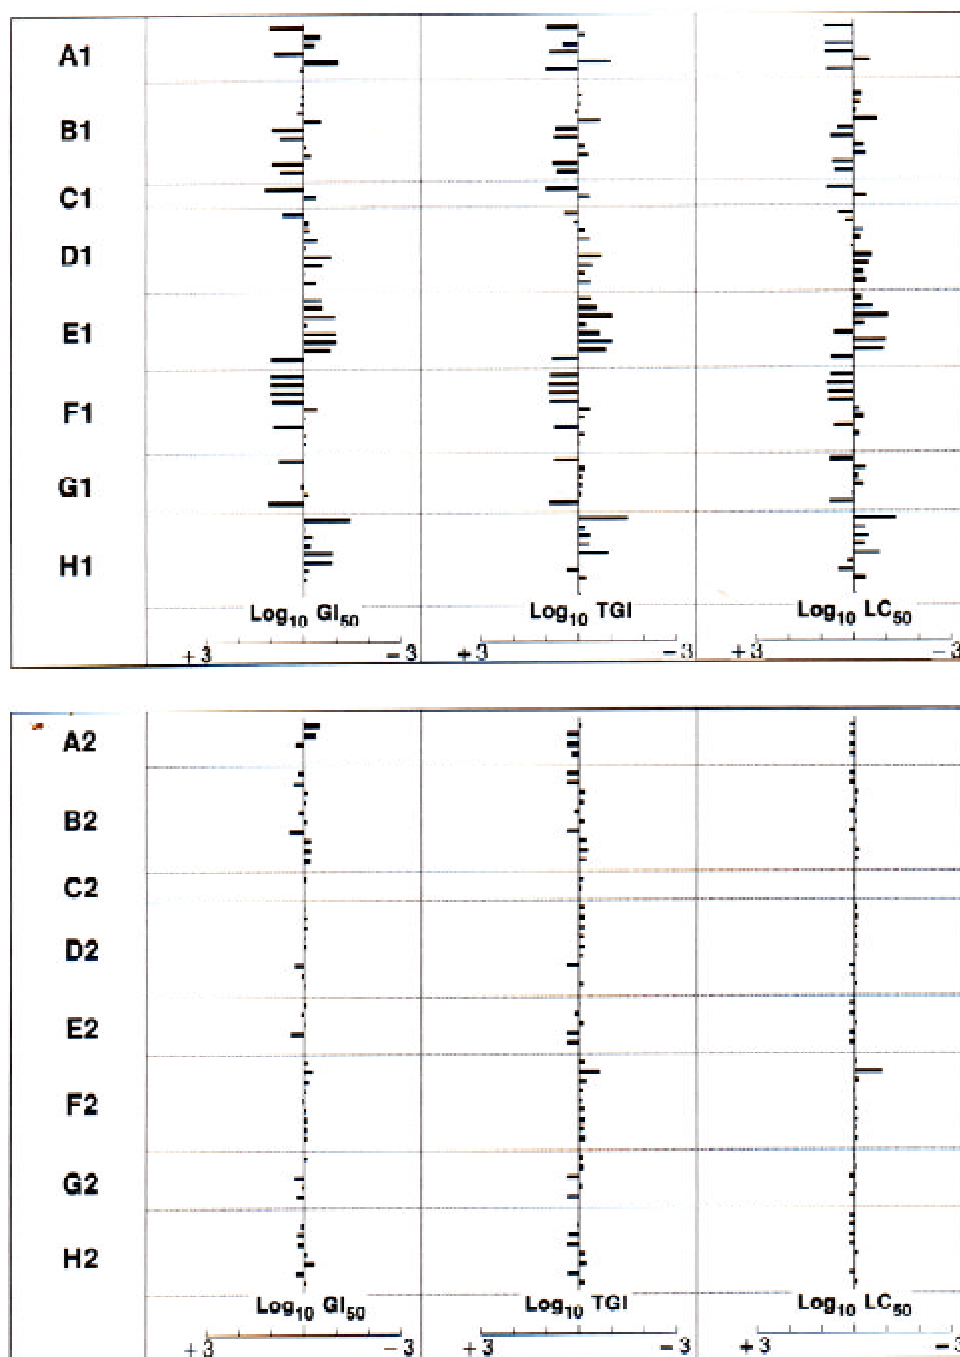 A1
B1
C1
D1
E1
F1
G1
H1
Log10 GI50 Log10 TGI Log10 LC50
+3 -3 +3 -3 +3 -3
A2
B2
C2
D2
E2
F2
G2
H2
Log10 GI50 Log10 TGI Log10 LC50
+3 -3 +3 -3 +3 -3